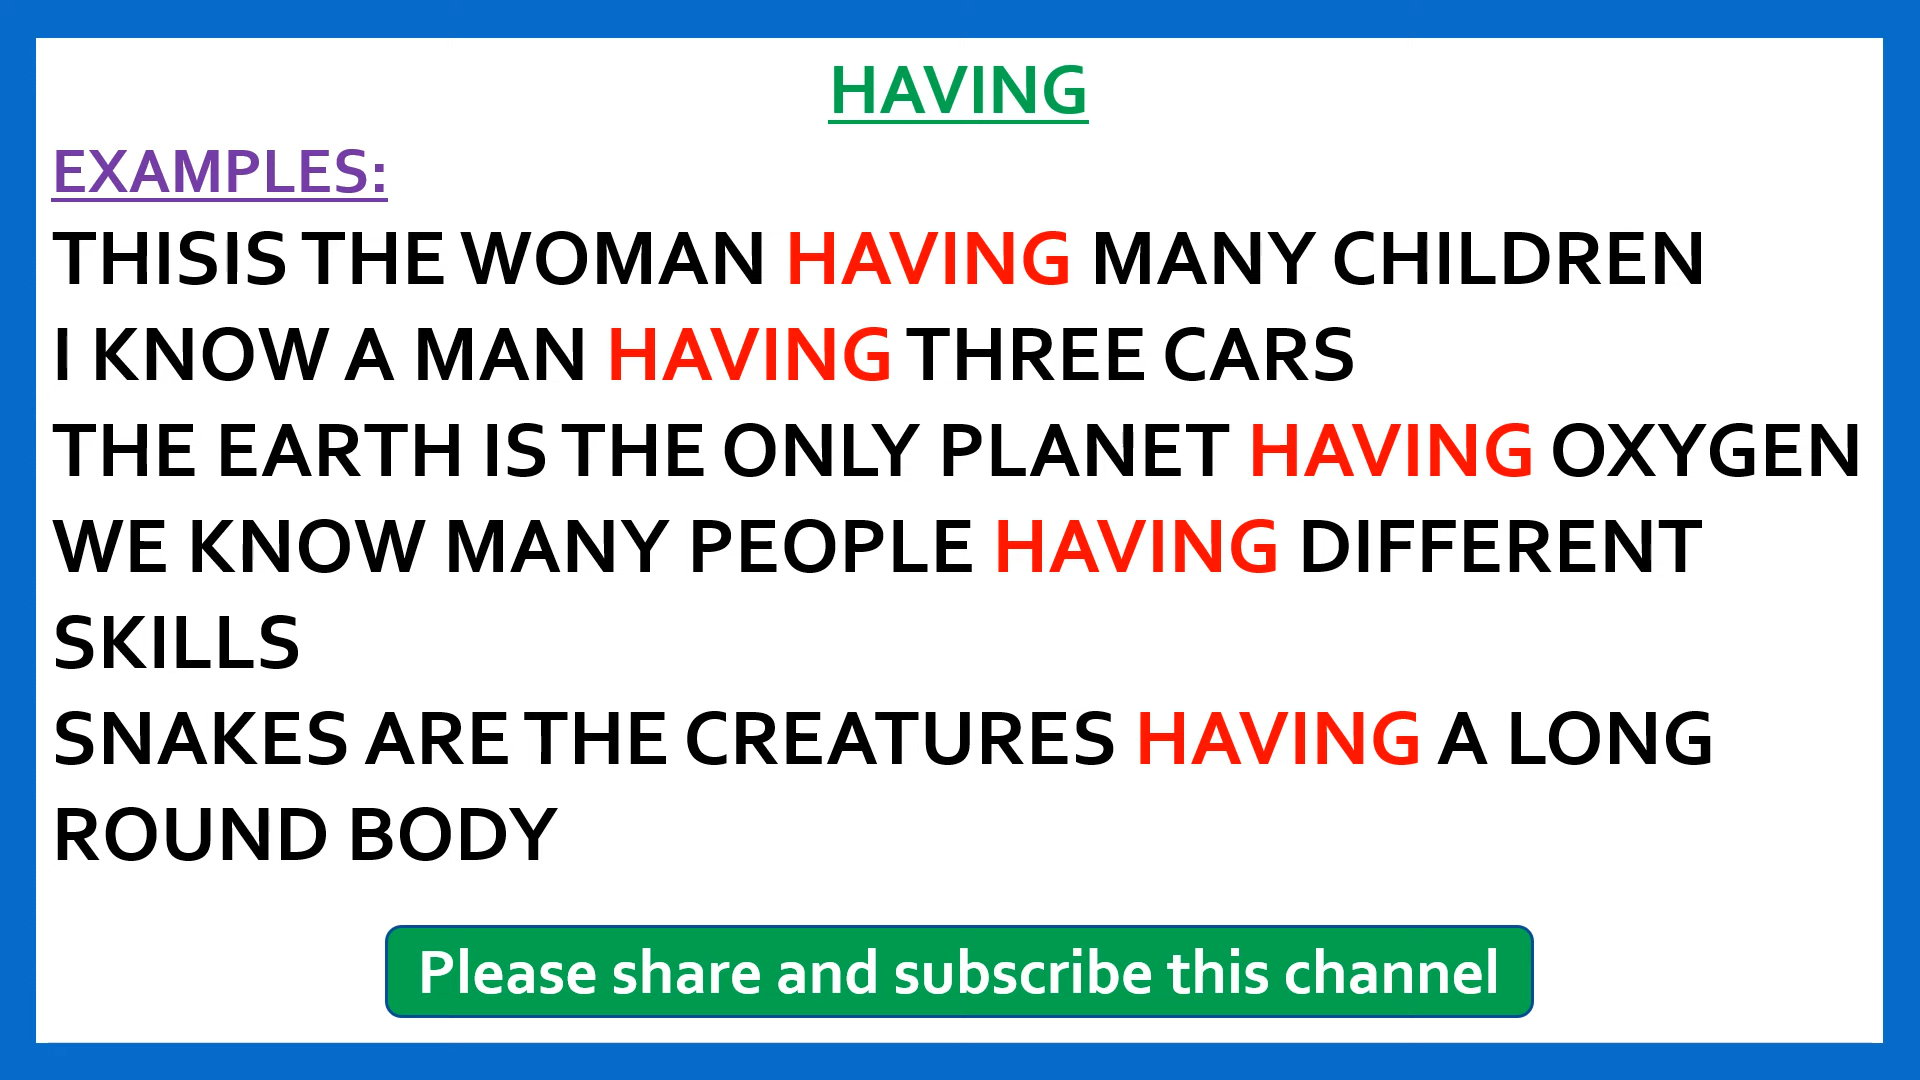 HAVING
EXAMPLES:
THISIS THE WOMAN HAVING MANY CHILDREN
I KNOW A MAN HAVING THREE CARS
THE EARTH IS THE ONLY PLANET HAVING OXYGEN
WE KNOW MANY PEOPLE HAVING DIFFERENT
SKILLS
SNAKES ARE THE CREATURES HAVING A LONG
ROUND BODY
Please share and subscribe this channel